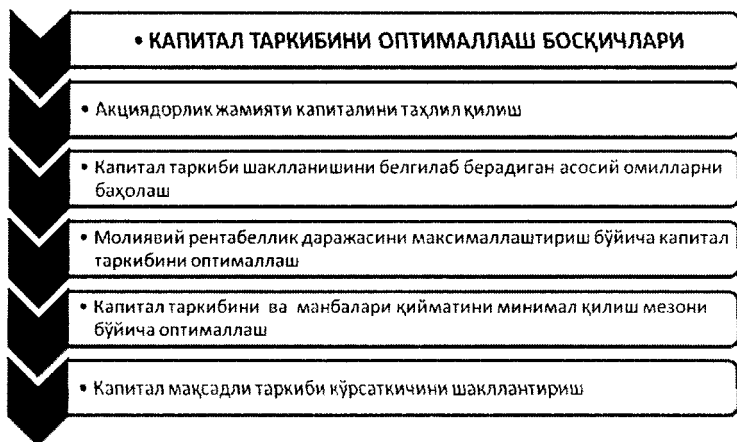 • КАПИТАЛ ТАРКИБИНИ ОПТИМАЛЛАШ БОСҚИЧЛАРИ
• Акциядорлик жамияти капиталини таҳлил қилиш
• Капитал таркиби шаклланишини белгилаб берадиган асосий омилларни
баҳолаш
• Молиявий рентабеллик даражасини максималлаштириш бўйича капитал
таркибини оптималлаш
• Капитал таркибини ва манбалари қийматини минимал қилиш мезони
бўйича оптималлаш
• Капитал мақсадли таркиби кўрсаткичини шакллантириш